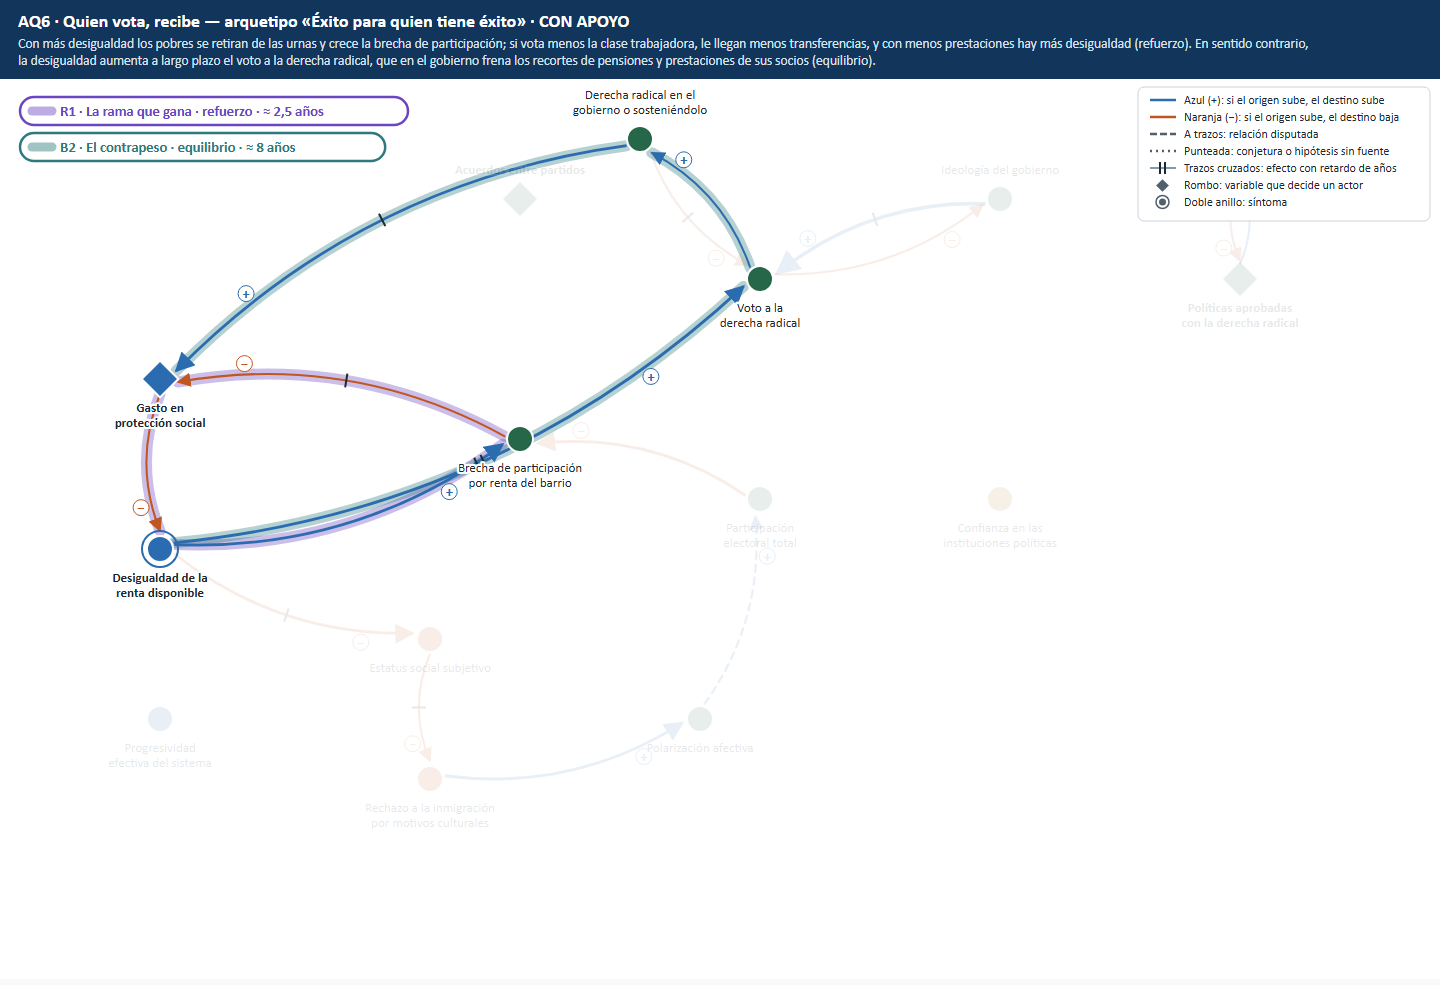 AQ6 · Quien vota, recibe — arquetipo «Éxito para quien tiene éxito» · CON APOYO
Con más desigualdad los pobres se retiran de las urnas y crece la brecha de participación; si vota menos la clase trabajadora, le llegan menos transferencias, y con menos prestaciones hay más desigualdad (refuerzo). En sentido contrario,
la desigualdad aumenta a largo plazo el voto a la derecha radical, que en el gobierno frena los recortes de pensiones y prestaciones de sus socios (equilibrio).
R1 · La rama que gana · refuerzo · ≈ 2,5 años
B2 · El contrapeso · equilibrio · ≈ 8 años
Derecha radical en el
gobierno o sosteniéndolo
Azul (+): si el origen sube, el destino sube
Naranja (−): si el origen sube, el destino baja
A trazos: relación disputada
Punteada: conjetura o hipótesis sin fuente
Trazos cruzados: efecto con retardo de años
Rombo: variable que decide un actor
Doble anillo: síntoma
Acuerdos entre partidos
Ideología del gobierno
+
−
+
−
−
Voto a la
derecha radical
Políticas aprobadas
con la derecha radical
+
−
+
Gasto en
protección social
−
Brecha de participación
por renta del barrio
+
−
Desigualdad de la
renta disponible
Participación
electoral total
+
Confianza en las
instituciones políticas
−
Estatus social subjetivo
−
Progresividad
efectiva del sistema
Polarización afectiva
+
Rechazo a la inmigración
por motivos culturales